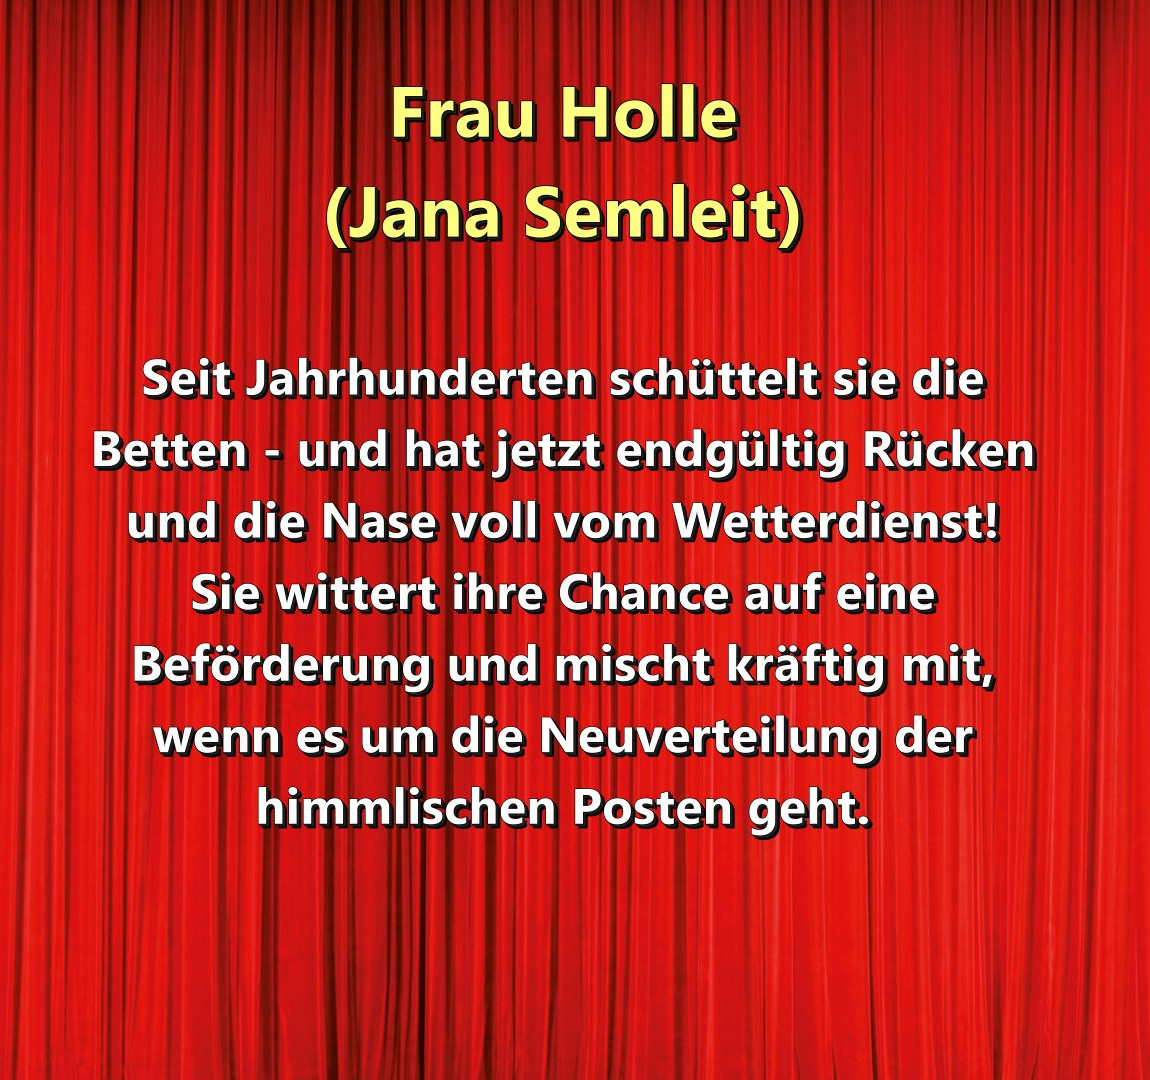 Frau Holle
(Jana Semleit)
Seit Jahrhunderten schüttelt sie die
Betten - und hat jetzt endgültig Rücken
und die Nase voll vom Wetterdienst!
Sie wittert ihre Chance auf eine
Beförderung und mischt kräftig mit,
wenn es um die Neuverteilung der
himmlischen Posten geht.